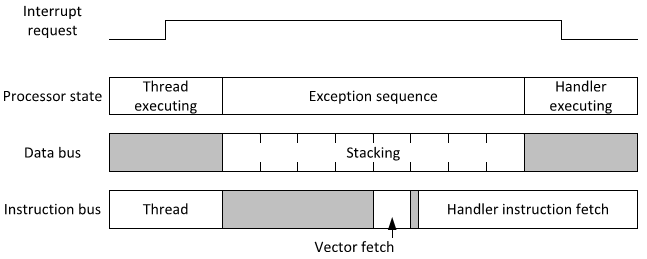 Interrupt
request
Processor state
Thread
executing
Exception sequence
Handler
executing
Data bus
Stacking
Instruction bus
Thread
Handler instruction fetch
Vector fetch